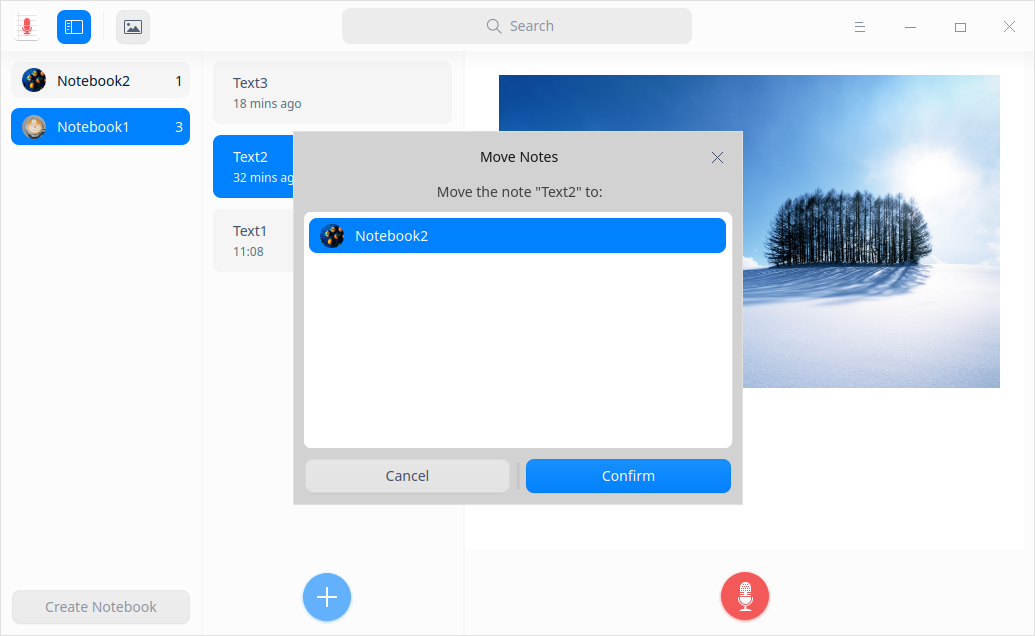 Search
Notebook2 1
Notebook1 3
Text3
18 mins ago
Text2
32 mins ag
Text1
11:08
Move Notes
Move the note "Text2" to:
Notebook2
Cancel
Confirm
Create Notebook